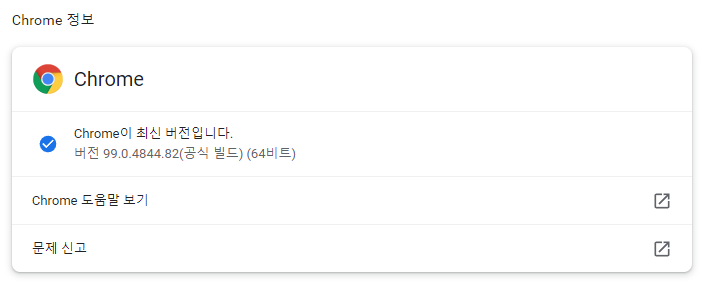 Chrome 정보
Chrome
Chrome이 최신 버전입니다.
버전 99.0.4844.82(공식 빌드) (64비트)
Chrome 도움말 보기
문제 신고